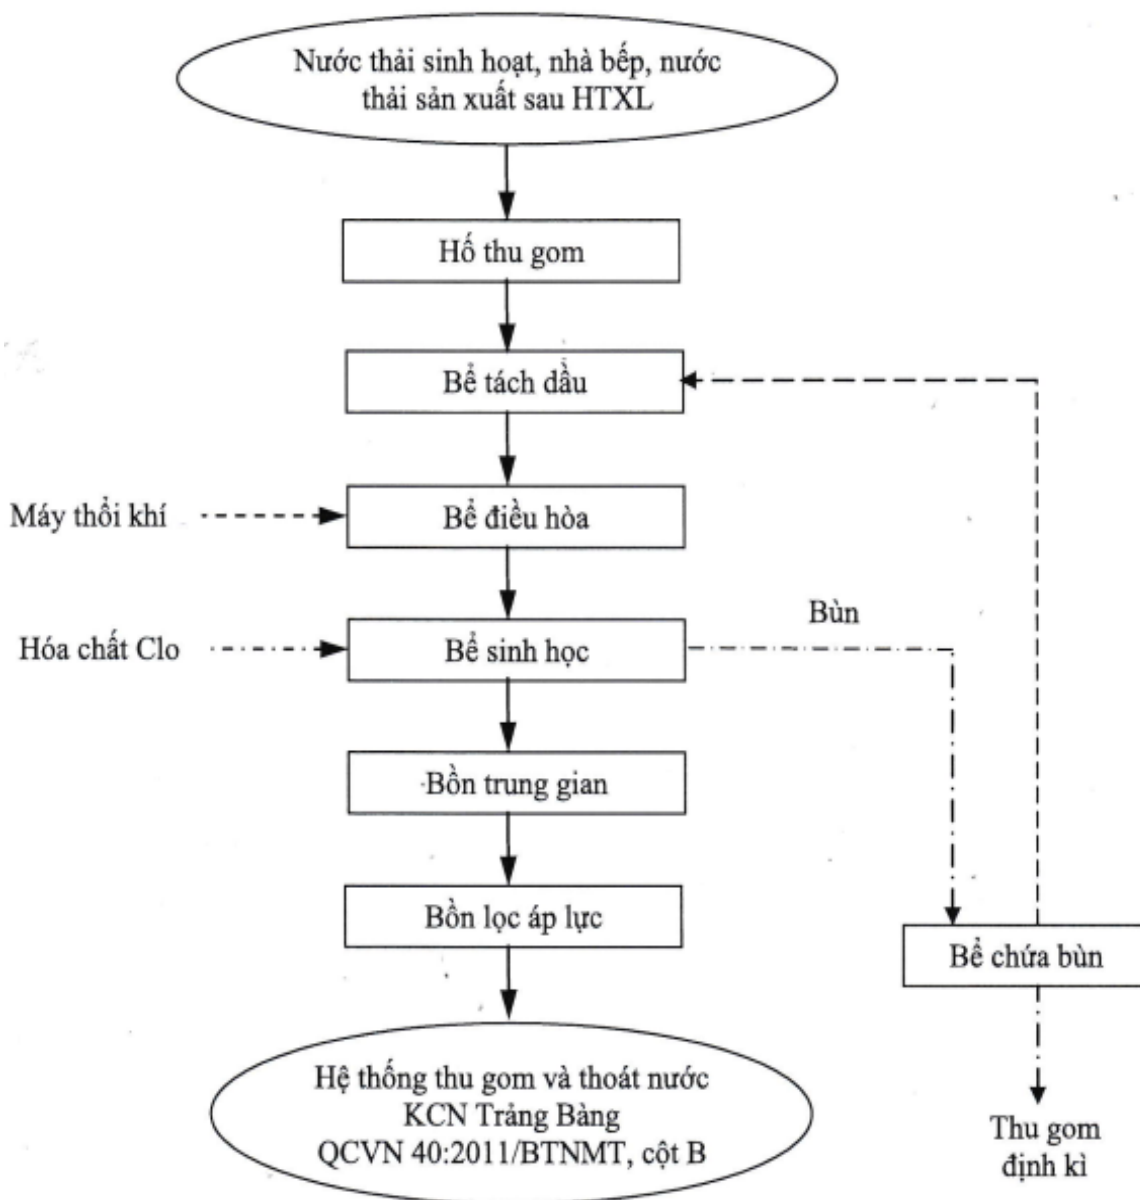 Nước thải sinh hoạt, nhà bếp, nước
thải sản xuất sau HTXL
Hố thu gom
Bể tách dầu
Máy thổi khí
Bể điều hòa
Bùn
Hóa chất Clo
Bể sinh học
Bồn trung gian
Bồn lọc áp lực
Bể chứa bùn
Hệ thống thu gom và thoát nước
KCN Trảng Bàng
QCVN 40:2011/BTNMT, cột B
Thu gom
định kì